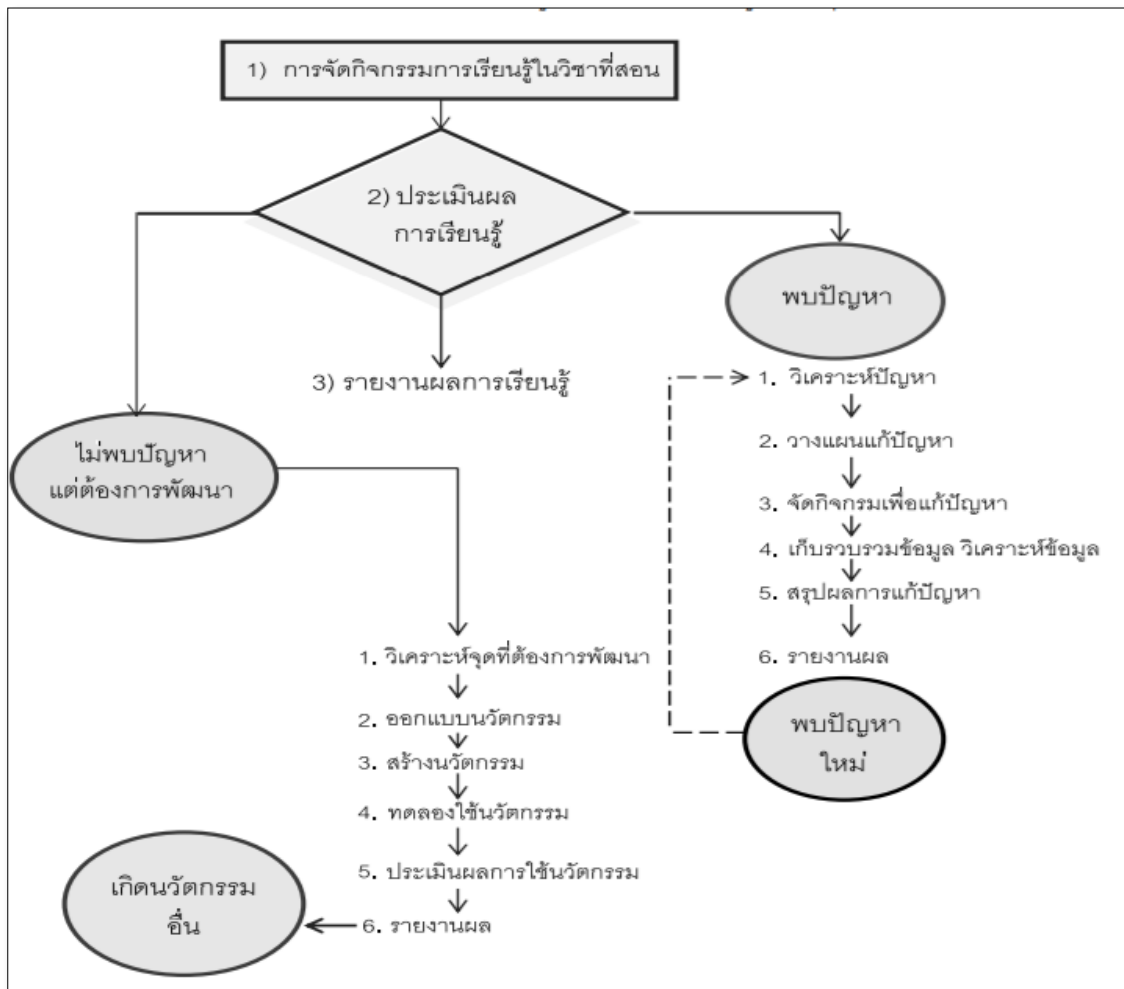 1) การจัดกิจกรรมการเรียนรู้ในวิชาที่สอน
2) ประเมินผล
การเรียนรู้
พบปัญหา
3) รายงานผลการเรียนรู้
1. วิเคราะห์ปัญหา
2. วางแผนแก้ปัญหา
3. จัดกิจกรมเพื่อแก้ปัญหา
4. เก็บรวบรวมข้อมูล วิเคราะห์ข้อมูล
5. สรุปผลการแก้ปัญหา
6. รายงานผล
พบปัญหา
ใหม่
ไม่พบปัญหา
แต่ต้องการพัฒนา
1. วิเคราะห์จุดที่ต้องการพัฒนา
2. ออกแบบนวัตกรรม
3. สร้างนวัตกรรม
4. ทดลองใช้นวัตกรรม
5. ประเมินผลการใช้นวัตกรรม
6. รายงานผล
เกิดนวัตกรรม
อื่น